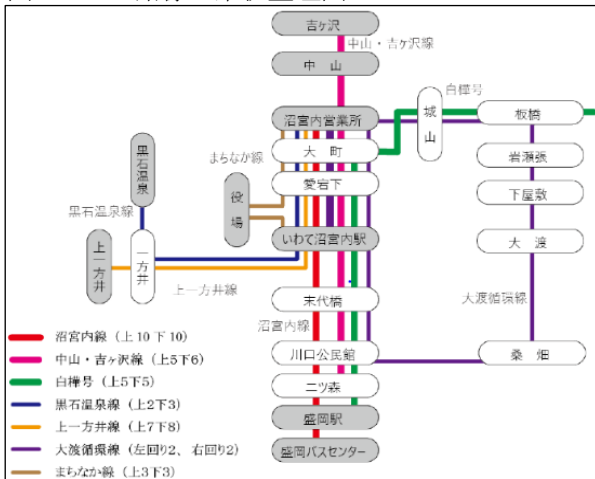 吉ヶ沢
中山・吉ヶ沢線
中 山
白樺号
沼宮内営業所
城山
板橋
大 町
岩瀬張
まちなか線
愛宕下
下屋敷
黒石温泉
役場
黒石温泉線
いわて沼宮内駅
大 渡
上一方井
一方井
上一方井線
末代橋
大渡循環線
沼宮内線
川口公民館
桑 畑
二ツ森
盛岡駅
盛岡バスセンター
沼宮内線（上10下10）
中山・吉ヶ沢線（上5下6）
白樺号（上5下5）
黒石温泉線（上2下3）
上一方井線（上7下8）
大渡循環線（左回り2、右回り2）
まちなか線（上3下3）